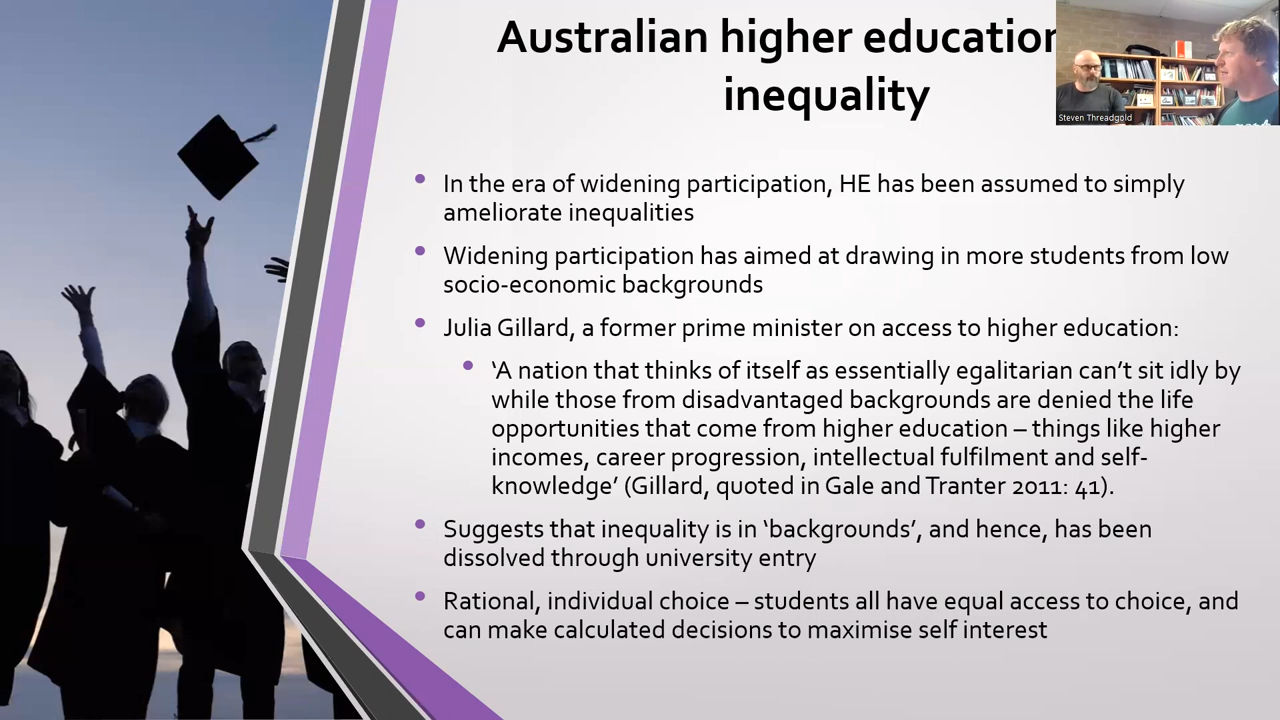 Australian higher education
inequality
Steven Threadgold
• In the era of widening participation, HE has been assumed to simply
ameliorate inequalities
• Widening participation has aimed at drawing in more students from low
socio-economic backgrounds
• Julia Gillard, a former prime minister on access to higher education:
• ‘A nation that thinks of itself as essentially egalitarian can’t sit idly by
while those from disadvantaged backgrounds are denied the life
opportunities that come from higher education – things like higher
incomes, career progression, intellectual fulfilment and self-
knowledge’ (Gillard, quoted in Gale and Tranter 2011: 41).
• Suggests that inequality is in ‘backgrounds’, and hence, has been
dissolved through university entry
• Rational, individual choice – students all have equal access to choice, and
can make calculated decisions to maximise self interest